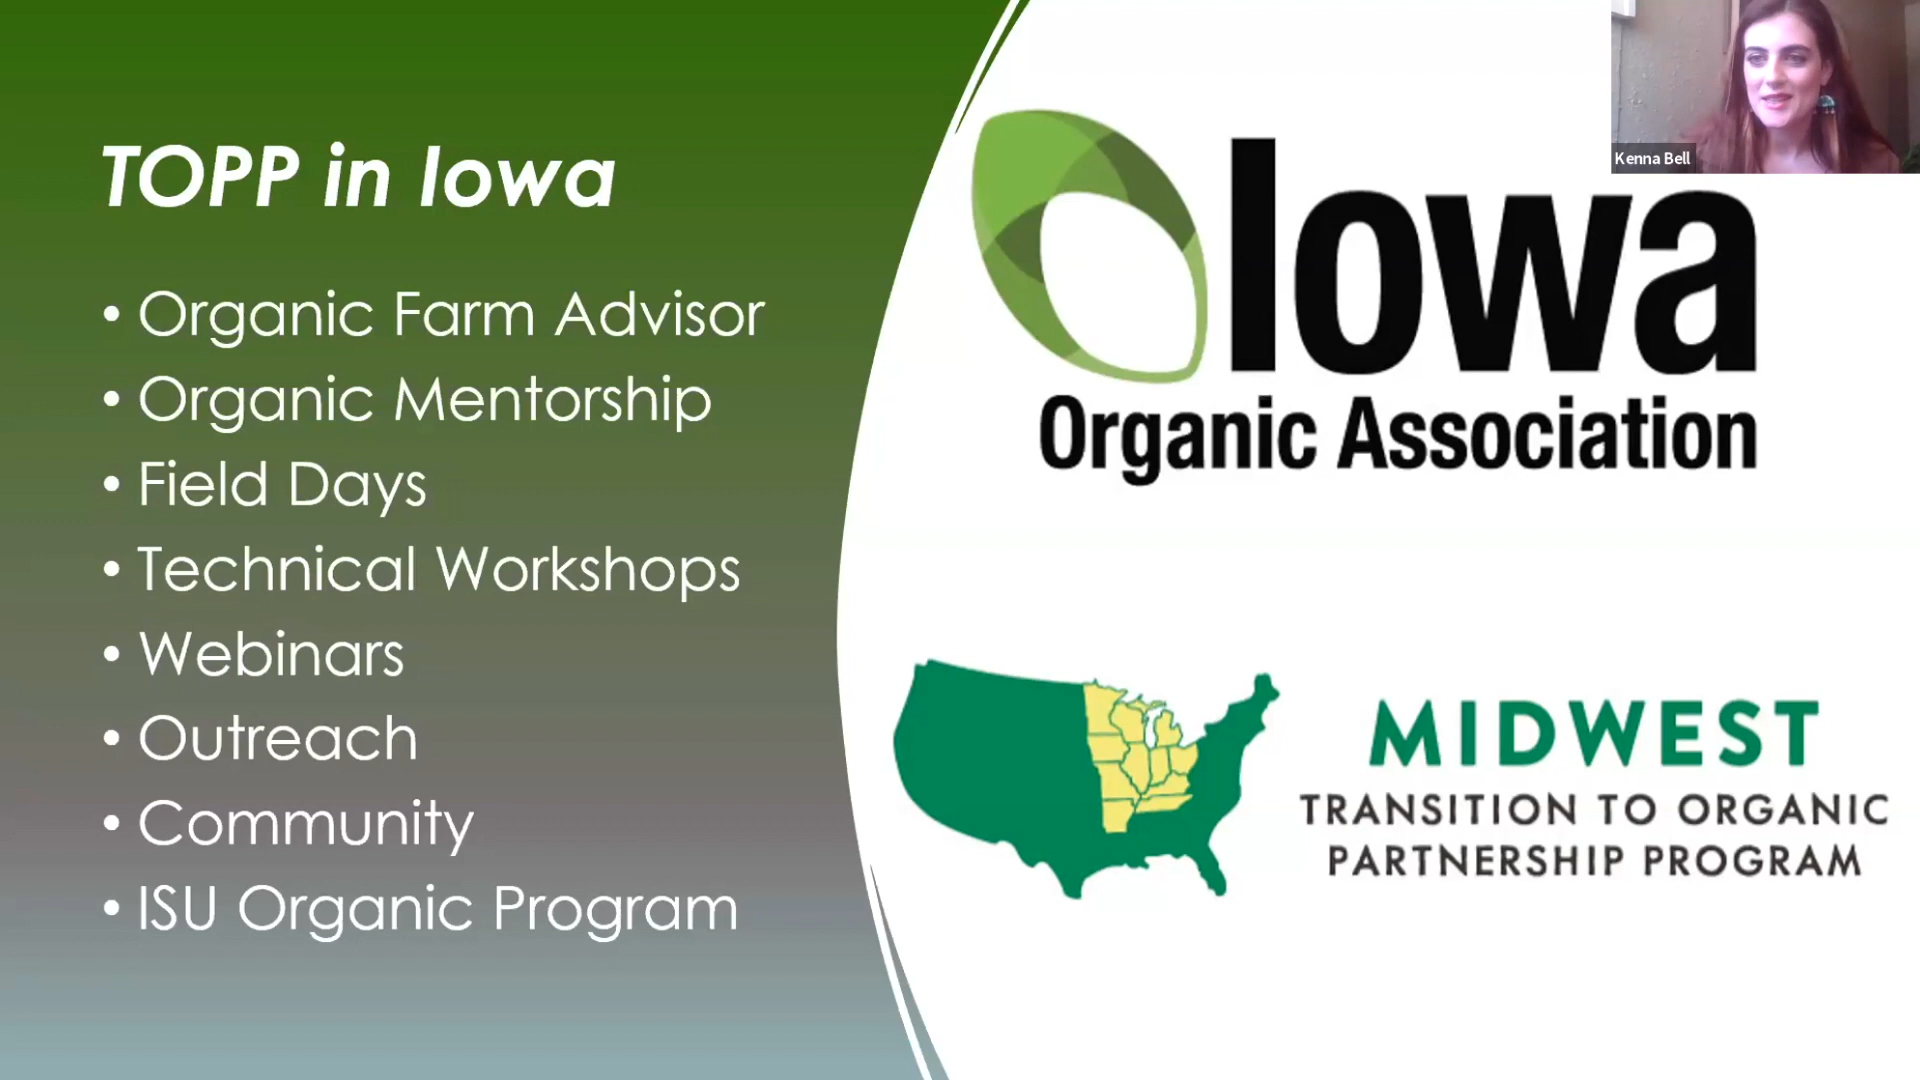 TOPP in Iowa
• Organic Farm Advisor
• Organic Mentorship
• Field Days
• Technical Workshops
• Webinars
• Outreach
• Community
• ISU Organic Program
Iowa
Organic Association
MIDWEST
TRANSITION TO ORGANIC
PARTNERSHIP PROGRAM
Kenna Bell